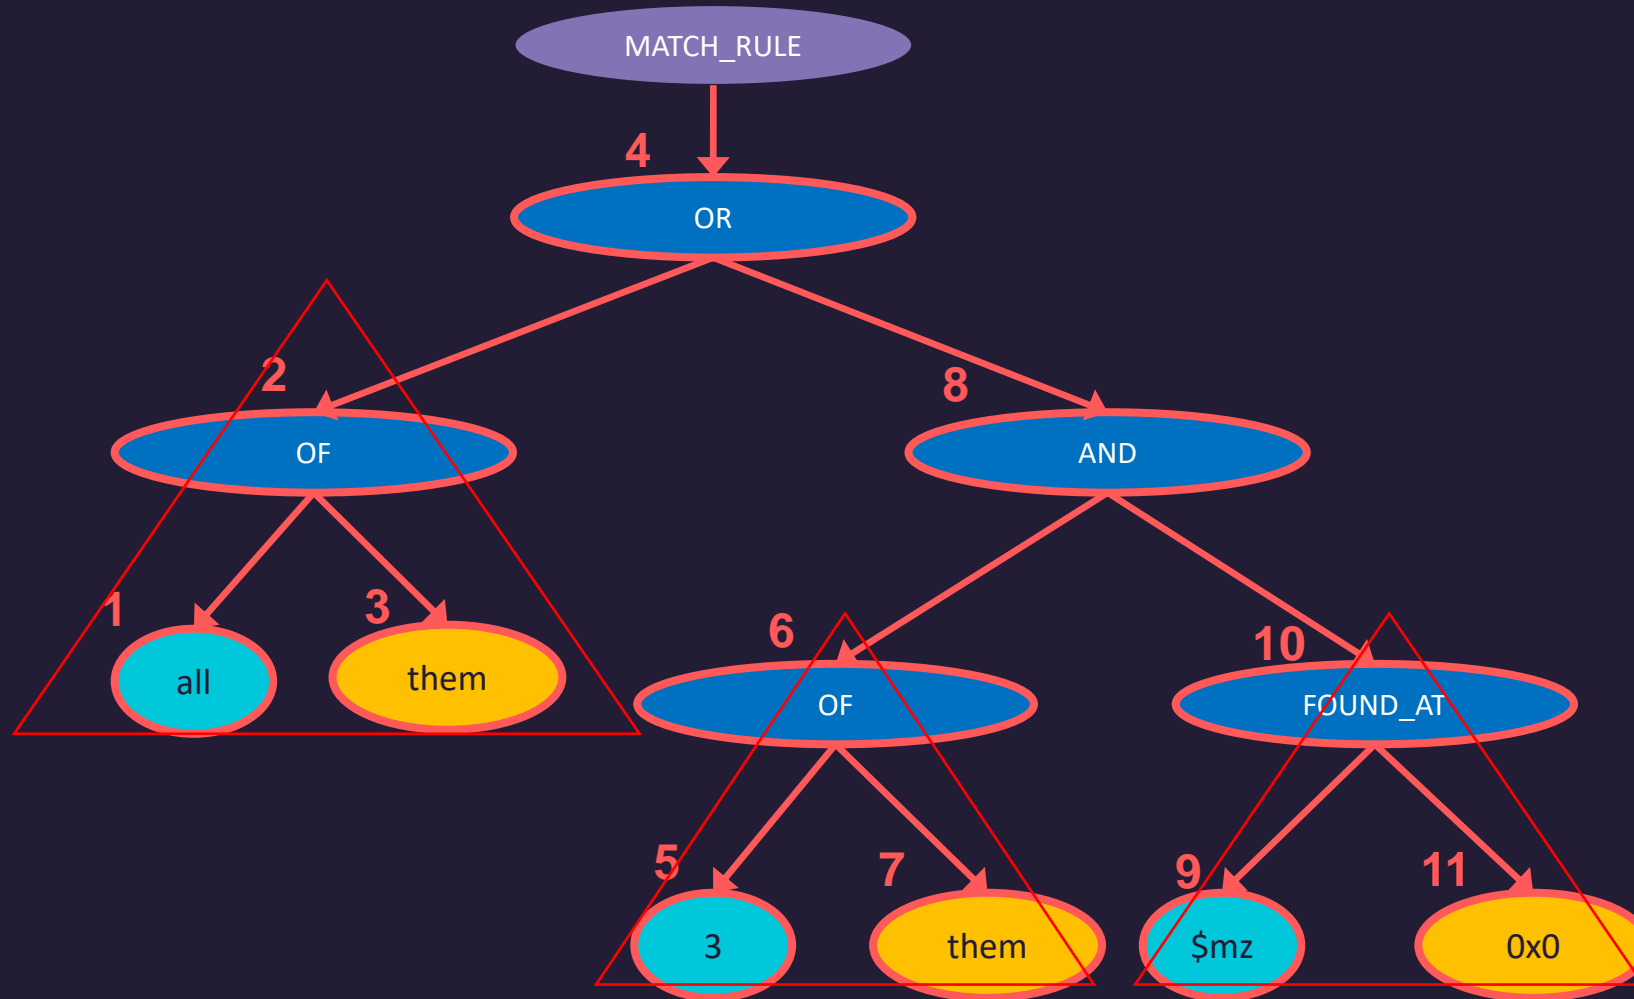 MATCH_RULE
4
OR
2
8
OF
AND
1
3
all
them
6
10
OF
FOUND_AT
5
7
9
11
3
them
$mz
0x0